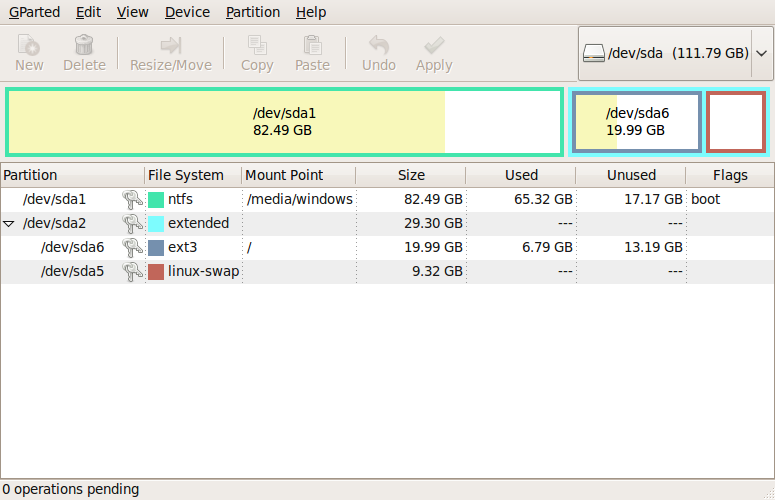 GParted Edit View Device Partition Help
New Delete Resize/Move Copy Paste Undo Apply /dev/sda (111.79 GB)
/dev/sda1 /dev/sda6
82.49 GB 19.99 GB
Partition File System Mount Point Size Used Unused Flags
/dev/sda1 ntfs /media/windows 82.49 GB 65.32 GB 17.17 GB boot
/dev/sda2 extended 29.30 GB --- ---
/dev/sda6 ext3 / 19.99 GB 6.79 GB 13.19 GB
/dev/sda5 linux-swap 9.32 GB --- ---
0 operations pending